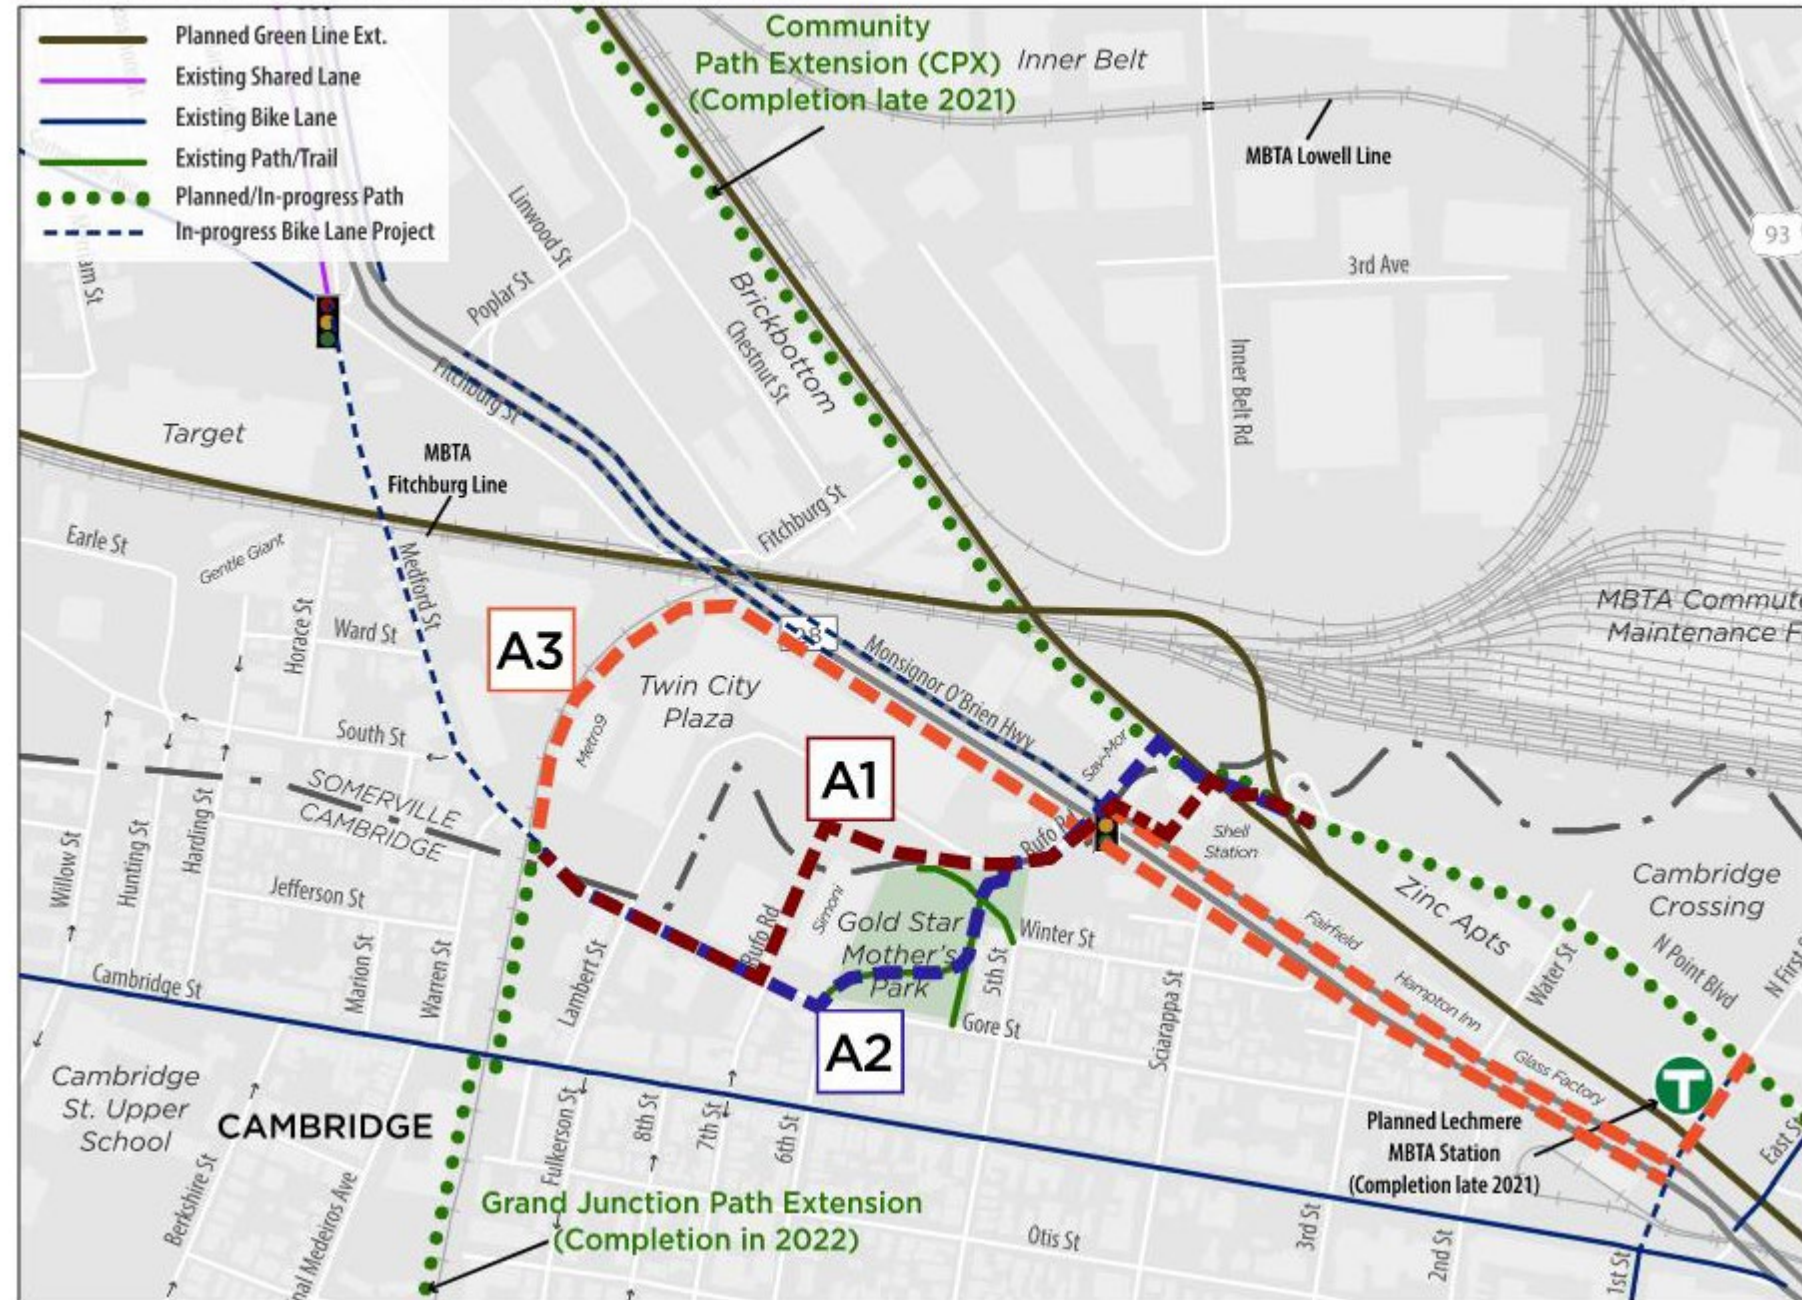 Planned Green Line Ext.
Existing Shared Lane
Existing Bike Lane
Existing Path/Trail
Planned/In-progress Path
In-progress Bike Lane Project
Community
Path Extension (CPX)
(Completion late 2021)
Inner Belt
MBTA Lowell Line
93
3rd Ave
Inner Belt Rd
Linwood St
Poplar St
Chestnut St
Brickbottom
Fitchburg St
Fitchburg St
Target
MBTA
Fitchburg Line
Earle St
Gentle Giant
Medford St
Horace St
Ward St
South St
A3
Twin City
Plaza
Metro9
Monsignor O'Brien Hwy
Sav-Mor
MBTA
Maintenance
SOMERVILLE
CAMBRIDGE
A1
Bufo
Shell
Station
Willow St
Hunting St
Harding St
Jefferson St
Marion St
Warren St
Lambert St
Bufo Rd
Simoni
Gold Star
Mother's
Park
Winter St
5th St
Gore St
A2
Sciarappa St
Fairfield
Hampton Inn
Glass Factory
Zinc Apts
Water St
Cambridge
Crossing
N Point Blvd
N First
East
T
Planned Lechmere
MBTA Station
(Completion late 2021)
Cambridge St
Cambridge
St. Upper
School
CAMBRIDGE
Berkshire St
Medeiros Ave
Fulkerson St
8th St
7th St
6th St
Grand Junction Path Extension
(Completion in 2022)
Otis St
3rd St
2nd St
1st St